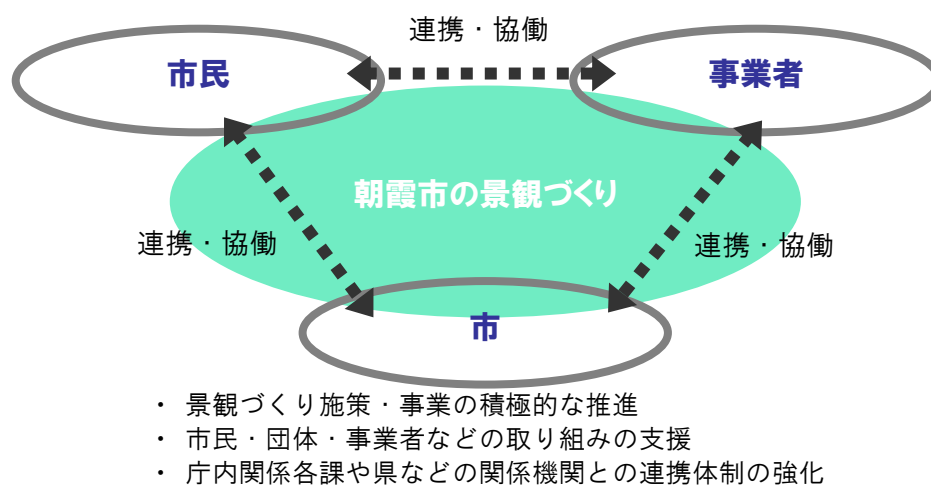 連携・協働
市民
事業者
朝霞市の景観づくり
連携・協働
連携・協働
市
・ 景観づくり施策・事業の積極的な推進
・ 市民・団体・事業者などの取り組みの支援
・ 庁内関係各課や県などの関係機関との連携体制の強化